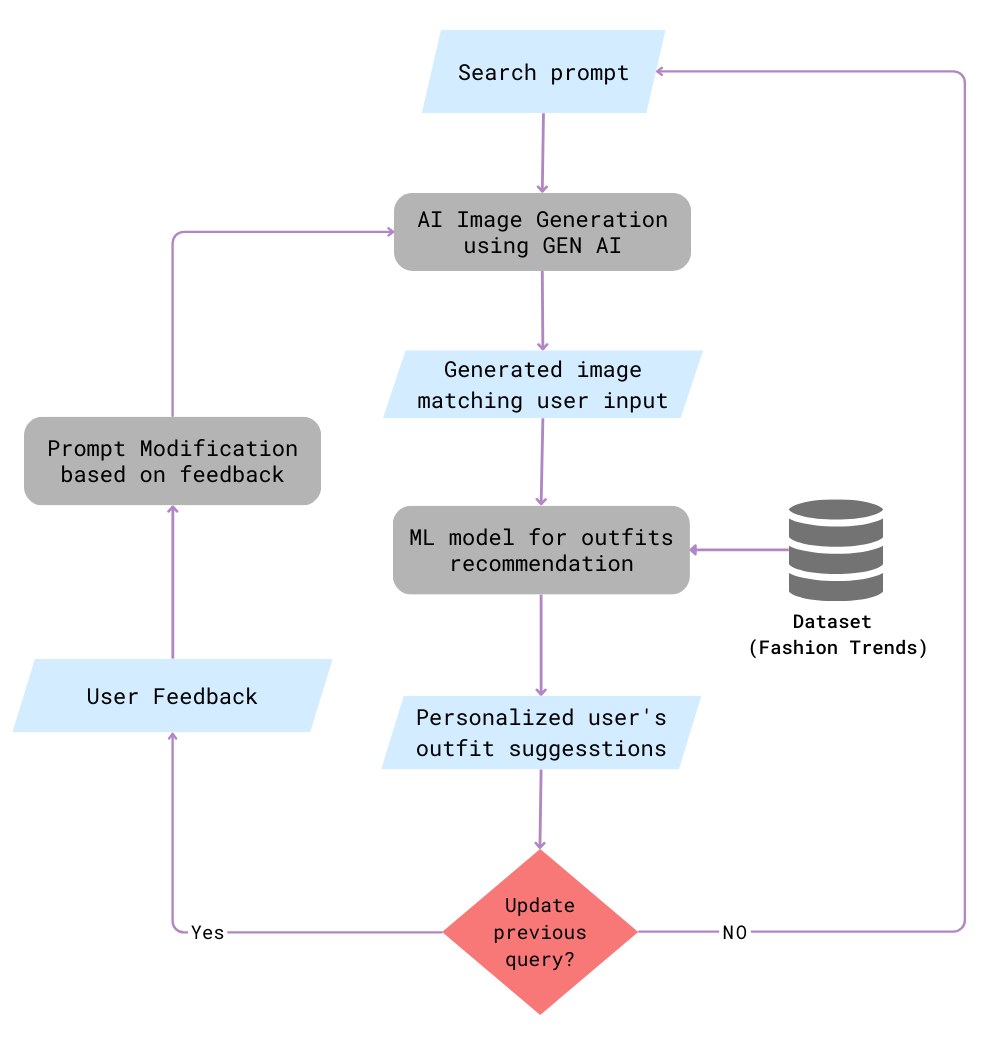 Search prompt
AI Image Generation
using GEN AI
Generated image
matching user input
Prompt Modification
based on feedback
ML model for outfits
recommendation
Dataset
(Fashion Trends)
User Feedback
Personalized user's
outfit suggesstions
Update
previous
query?
Yes
NO